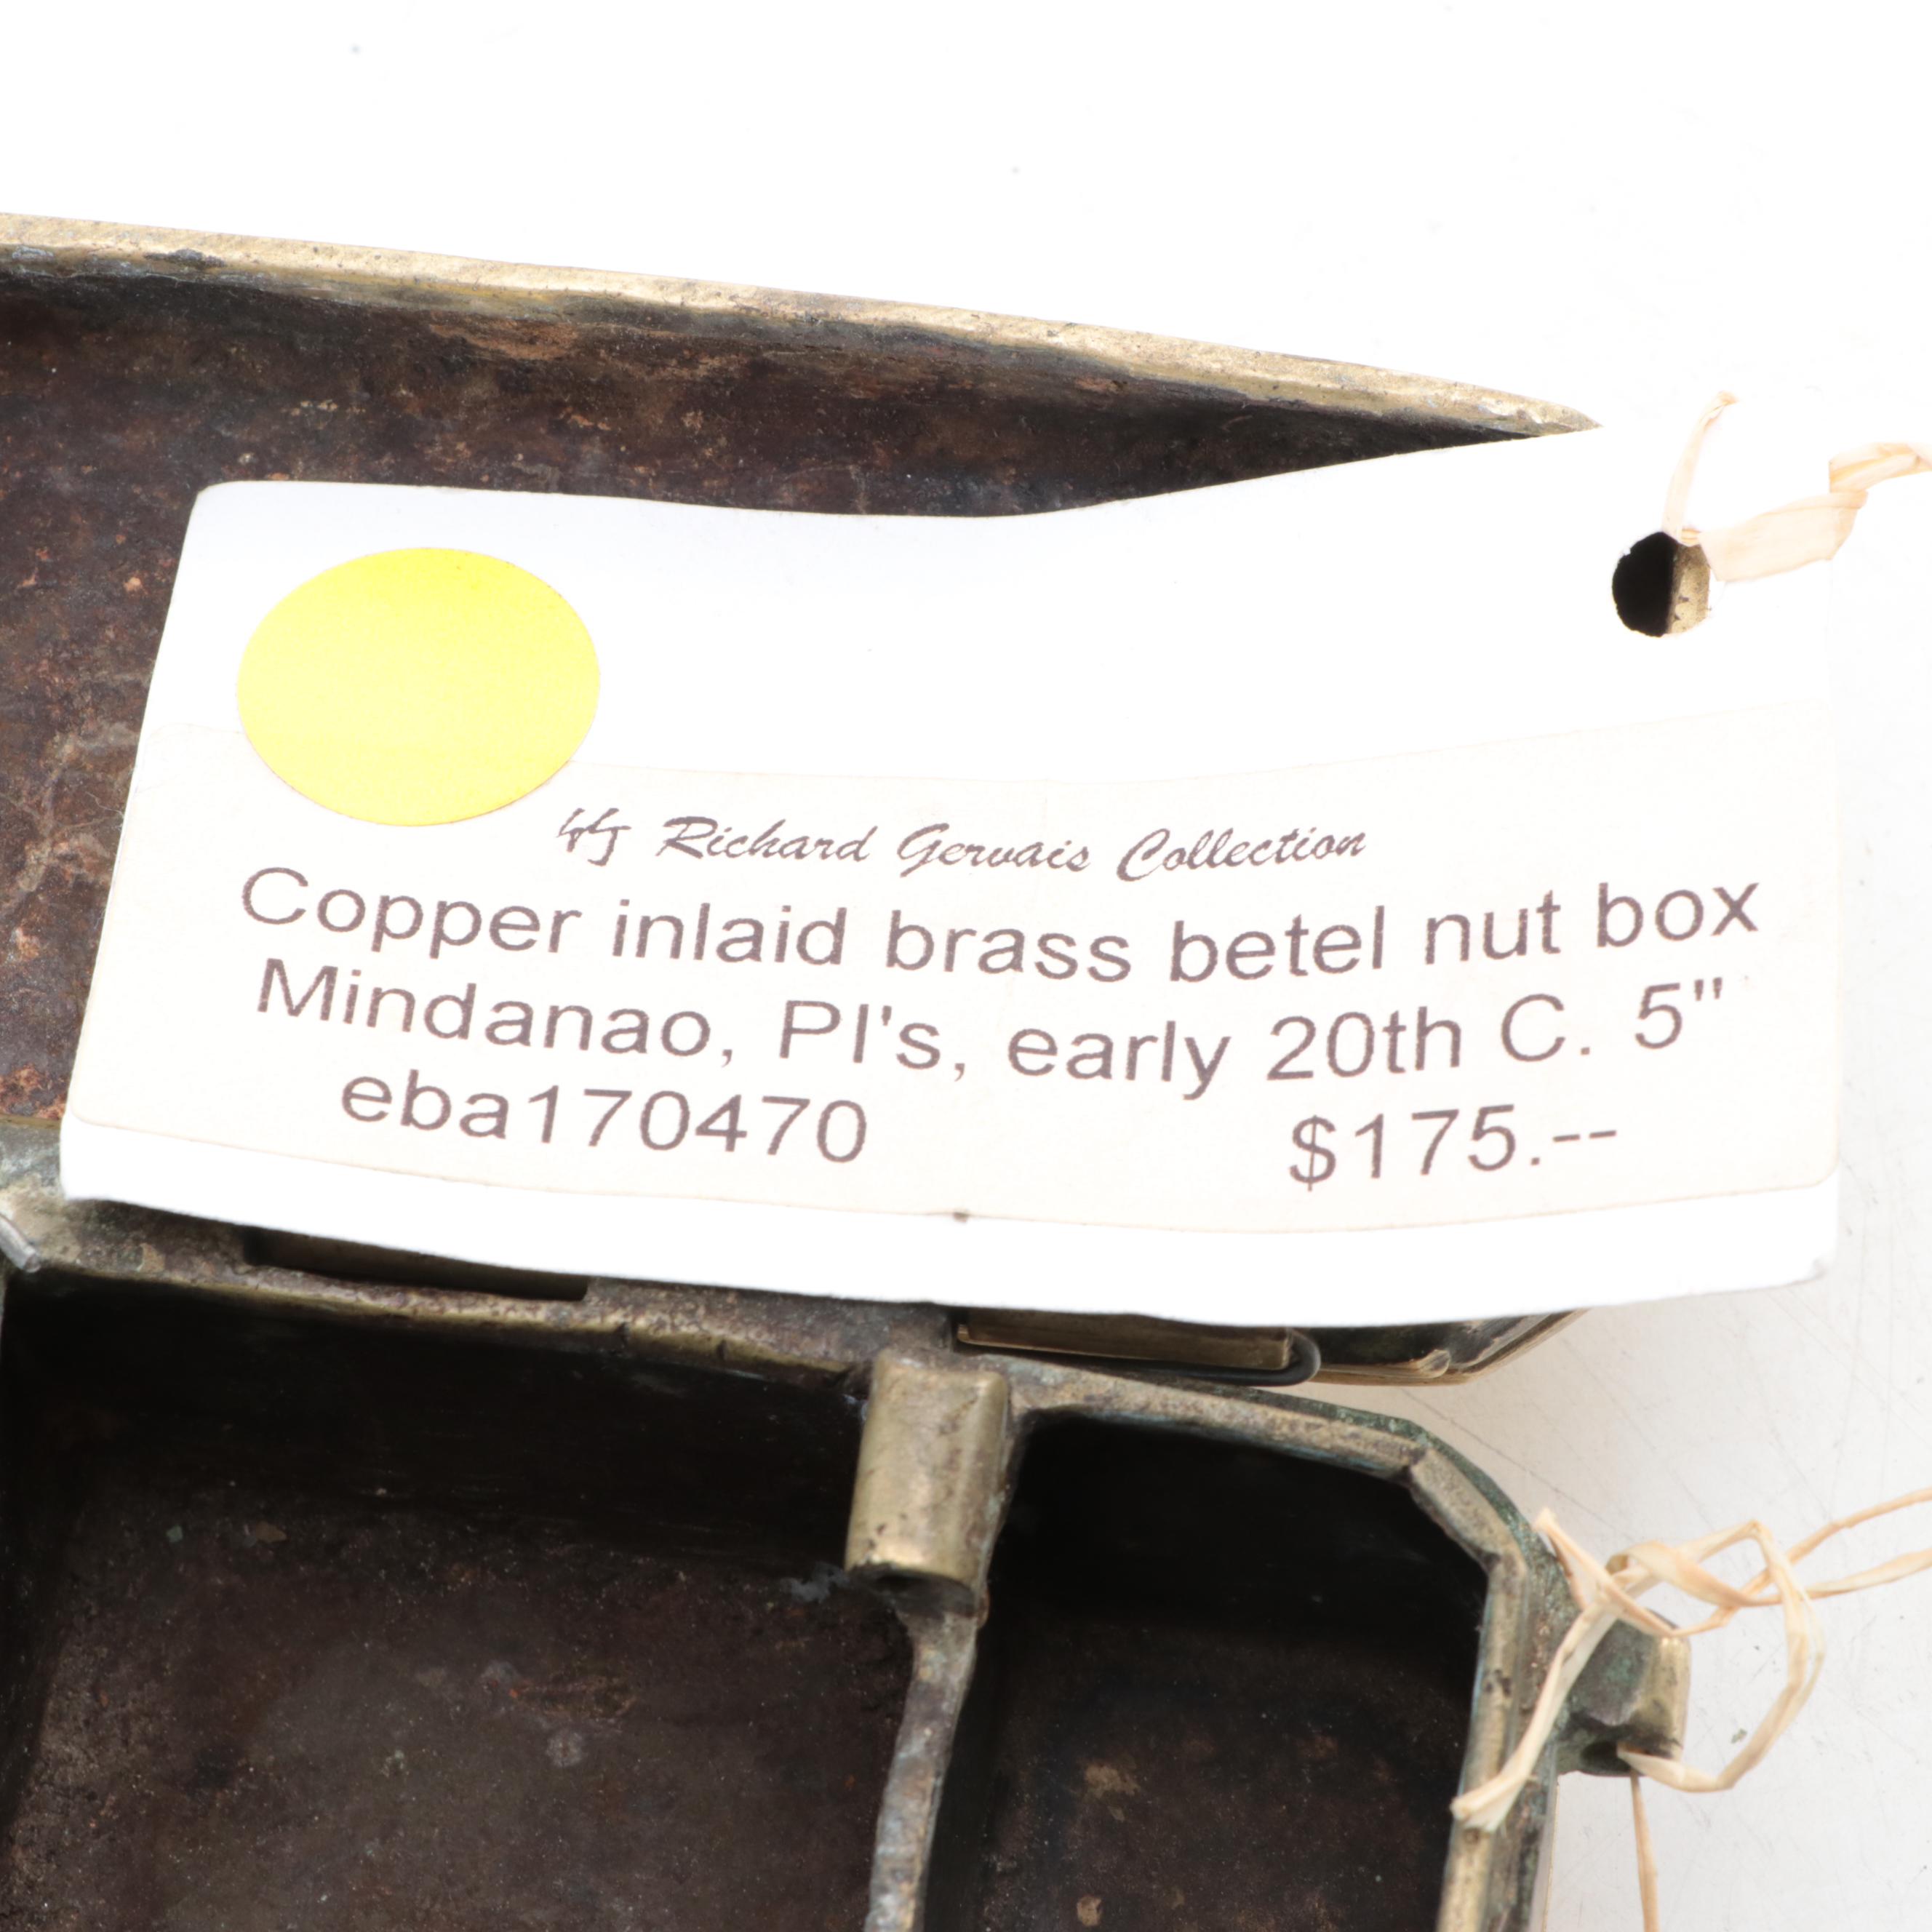 Richard Gervais Collection
Copper inlaid brass betel nut box
Mindanao, PI's, early 20th C. 5"
eba170470 $175.--